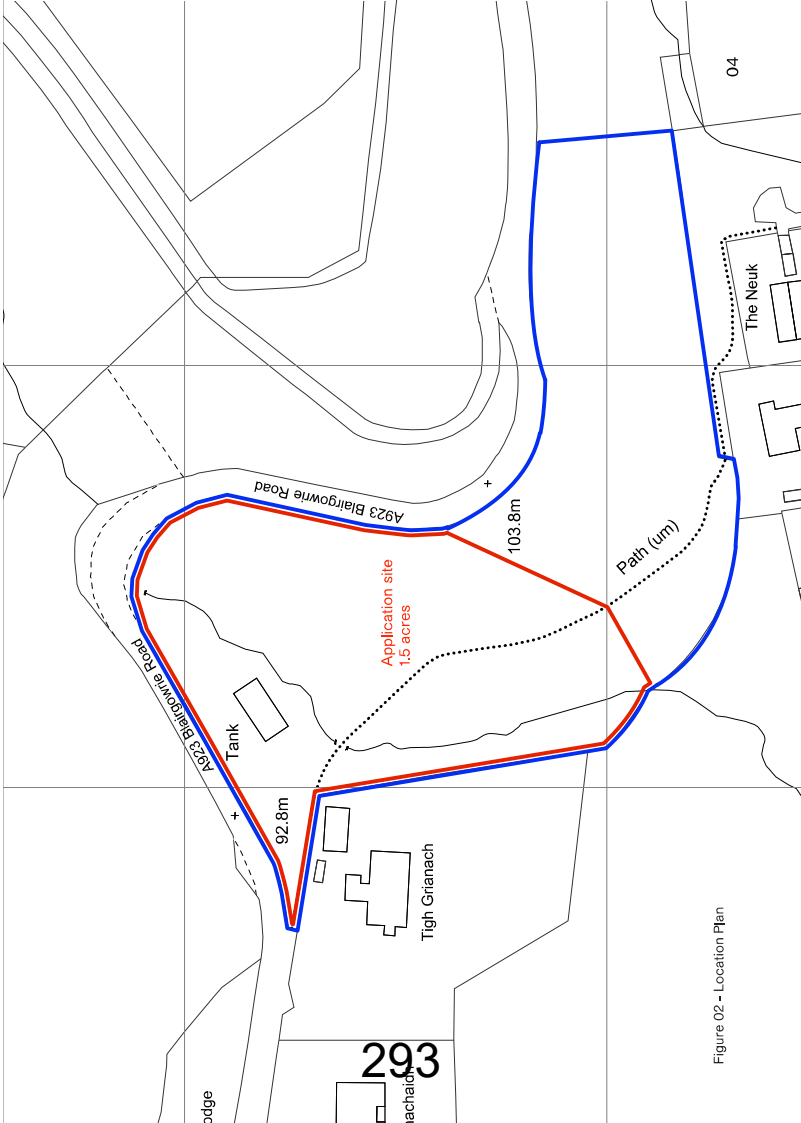 04
The Neuk
A923 Blairgowrie Road
103.8m
Path (um)
Application site
1.5 acres
A923 Blairgowrie Road
Tank
92.8m
Tigh Grianach
Figure 02 - Location Plan
293
odge
achaidh